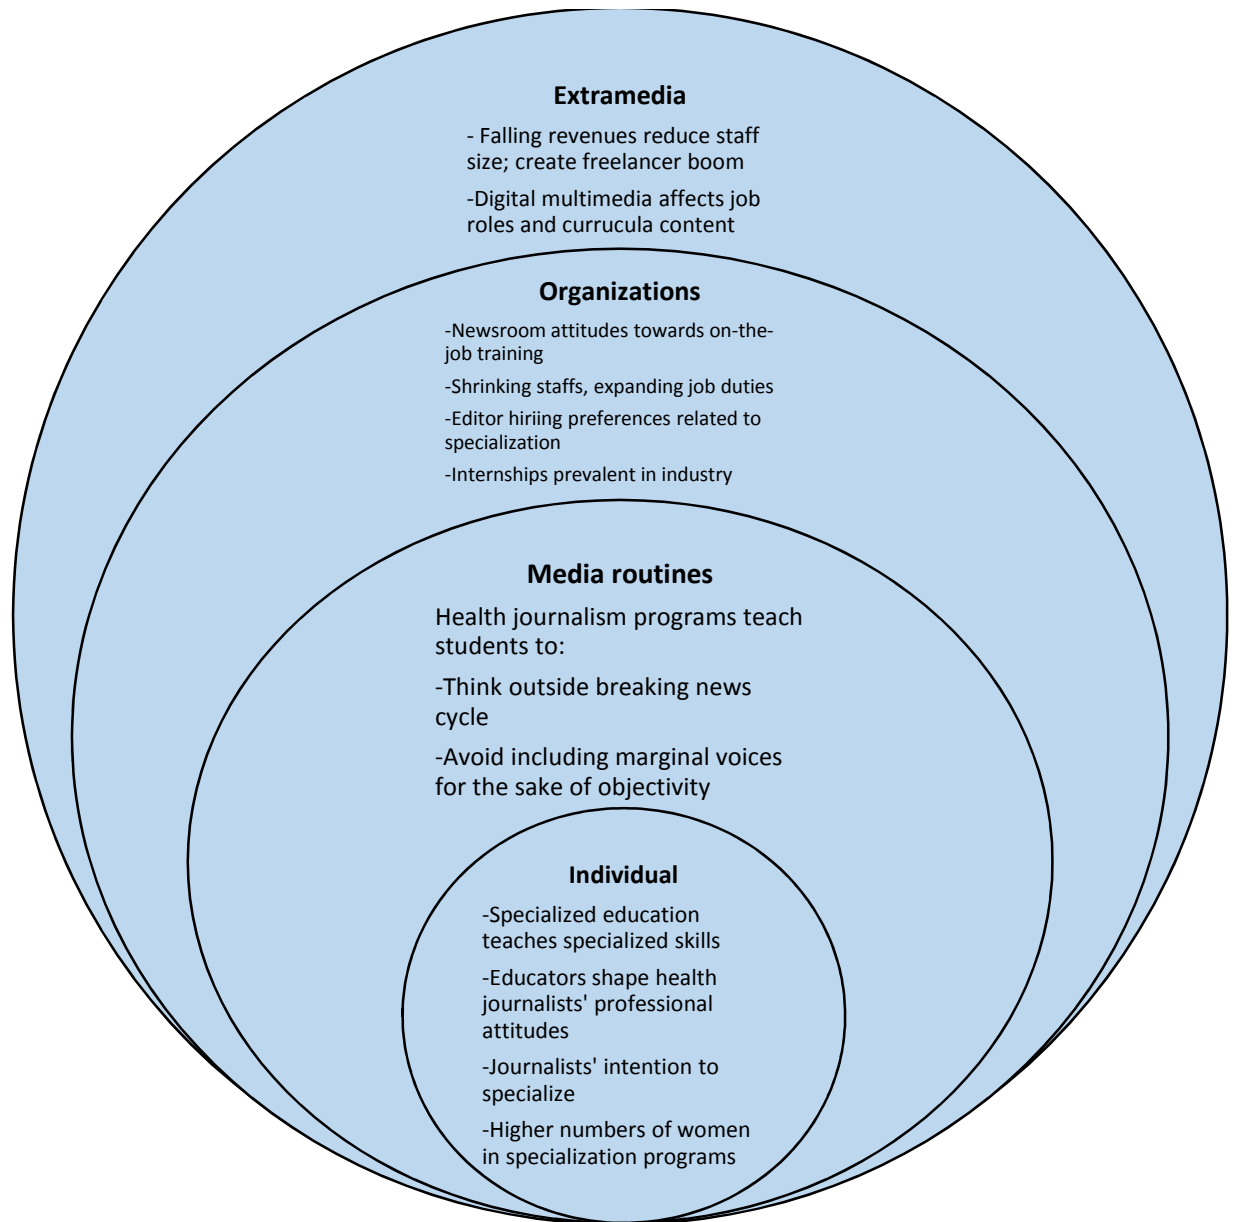 Extramedia
- Falling revenues reduce staff
size; create freelancer boom
-Digital multimedia affects job
roles and currucula content
Organizations
-Newsroom attitudes towards on-the-
job training
-Shrinking staffs, expanding job duties
-Editor hiriing preferences related to
specialization
-Internships prevalent in industry
Media routines
Health journalism programs teach
students to:
-Think outside breaking news
cycle
-Avoid including marginal voices
for the sake of objectivity
Individual
-Specialized education
teaches specialized skills
-Educators shape health
journalists' professional
attitudes
-Journalists' intention to
specialize
-Higher numbers of women
in specialization programs